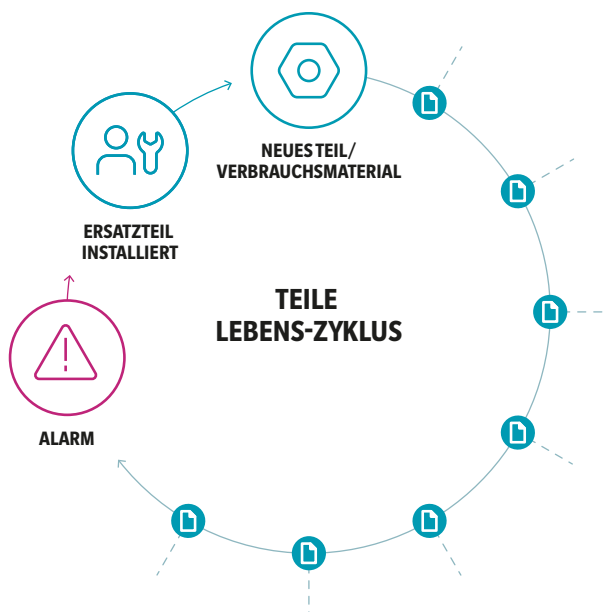 NEUES TEIL/
VERBRAUCHSMATERIAL
ERSATZTEIL
INSTALLIERT
TEILE
LEBENS-ZYKLUS
ALARM